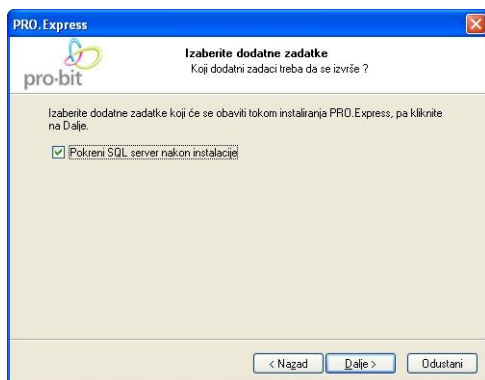 PRO.Express
pro·bit
Izaberite dodatne zadatke
Koji dodatni zadaci treba da se izvrše ?
Izaberite dodatne zadatke koji će se obaviti tokom instaliranja PRO.Express, pa kliknite
na Dalje.
Pokreni SQL server nakon instalacije
< Nazad
Dalje >
Odustani